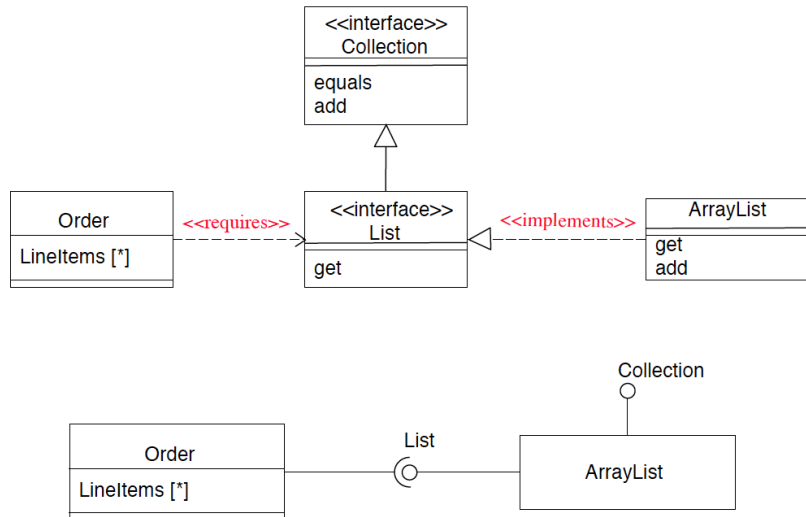 <<interface>>
Collection
equals
add
Order
LineItems [*]
<<requires>>
<<interface>>
List
get
<<implements>>
ArrayList
get
add
Collection
Order
LineItems [*]
List
ArrayList